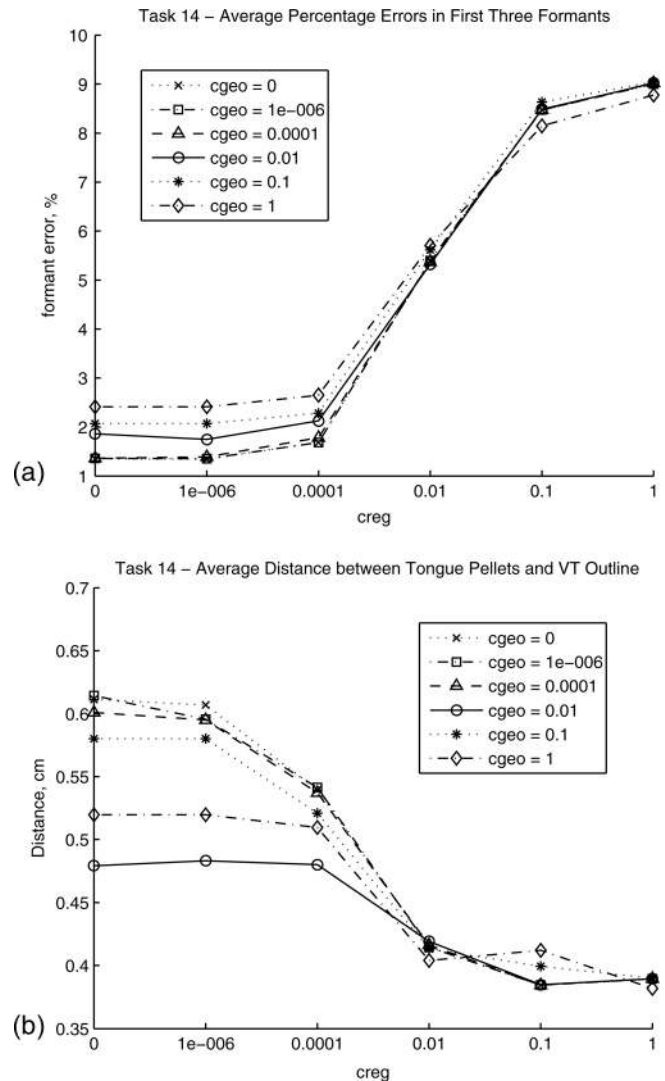 Task 14 – Average Percentage Errors in First Three Formants
10
9
8
7
6
5
4
3
2
1
formant error, %
cgeo = 0
cgeo = 1e-006
cgeo = 0.0001
cgeo = 0.01
cgeo = 0.1
cgeo = 1
(a)
0 1e-006 0.0001 0.01 0.1 1
creg
Task 14 – Average Distance between Tongue Pellets and VT Outline
0.7
0.65
0.6
0.55
0.5
0.45
0.4
0.35
Distance, cm
cgeo = 0
cgeo = 1e-006
cgeo = 0.0001
cgeo = 0.01
cgeo = 0.1
cgeo = 1
(b)
0 1e-006 0.0001 0.01 0.1 1
creg